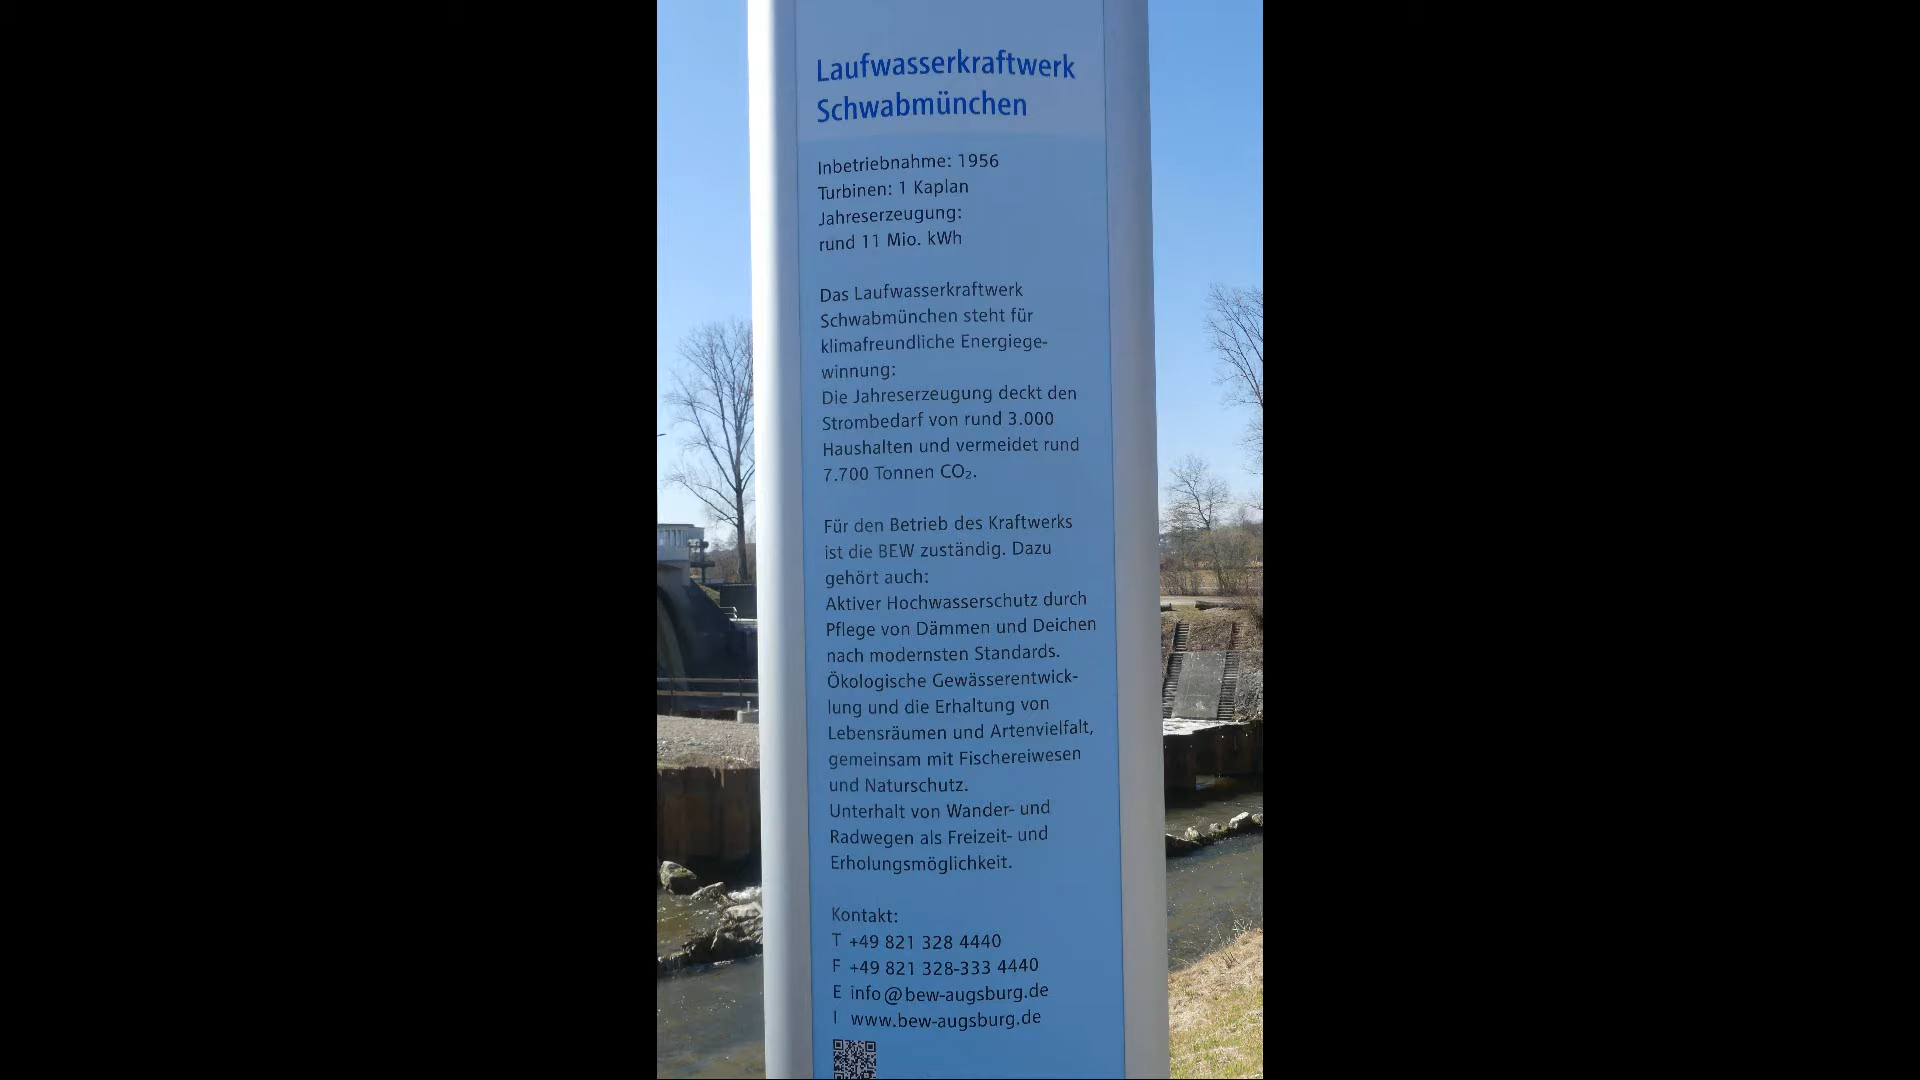 Laufwasserkraftwerk
Schwabmünchen
Inbetriebnahme: 1956
Turbinen: 1 Kaplan
Jahreserzeugung:
rund 11 Mio. kWh
Das Laufwasserkraftwerk
Schwabmünchen steht für
klimafreundliche Energiege-
winnung:
Die Jahreserzeugung deckt den
Strombedarf von rund 3.000
Haushalten und vermeidet rund
7.700 Tonnen CO₂.
Für den Betrieb des Kraftwerks
ist die BEW zuständig. Dazu
gehört auch:
Aktiver Hochwasserschutz durch
Pflege von Dämmen und Deichen
nach modernsten Standards.
Ökologische Gewässerentwick-
lung und die Erhaltung von
Lebensräumen und Artenvielfalt,
gemeinsam mit Fischereiwesen
und Naturschutz.
Unterhalt von Wander- und
Radwegen als Freizeit- und
Erholungsmöglichkeit.
Kontakt:
T +49 821 328 4440
F +49 821 328-333 4440
E info@bew-augsburg.de
I www.bew-augsburg.de